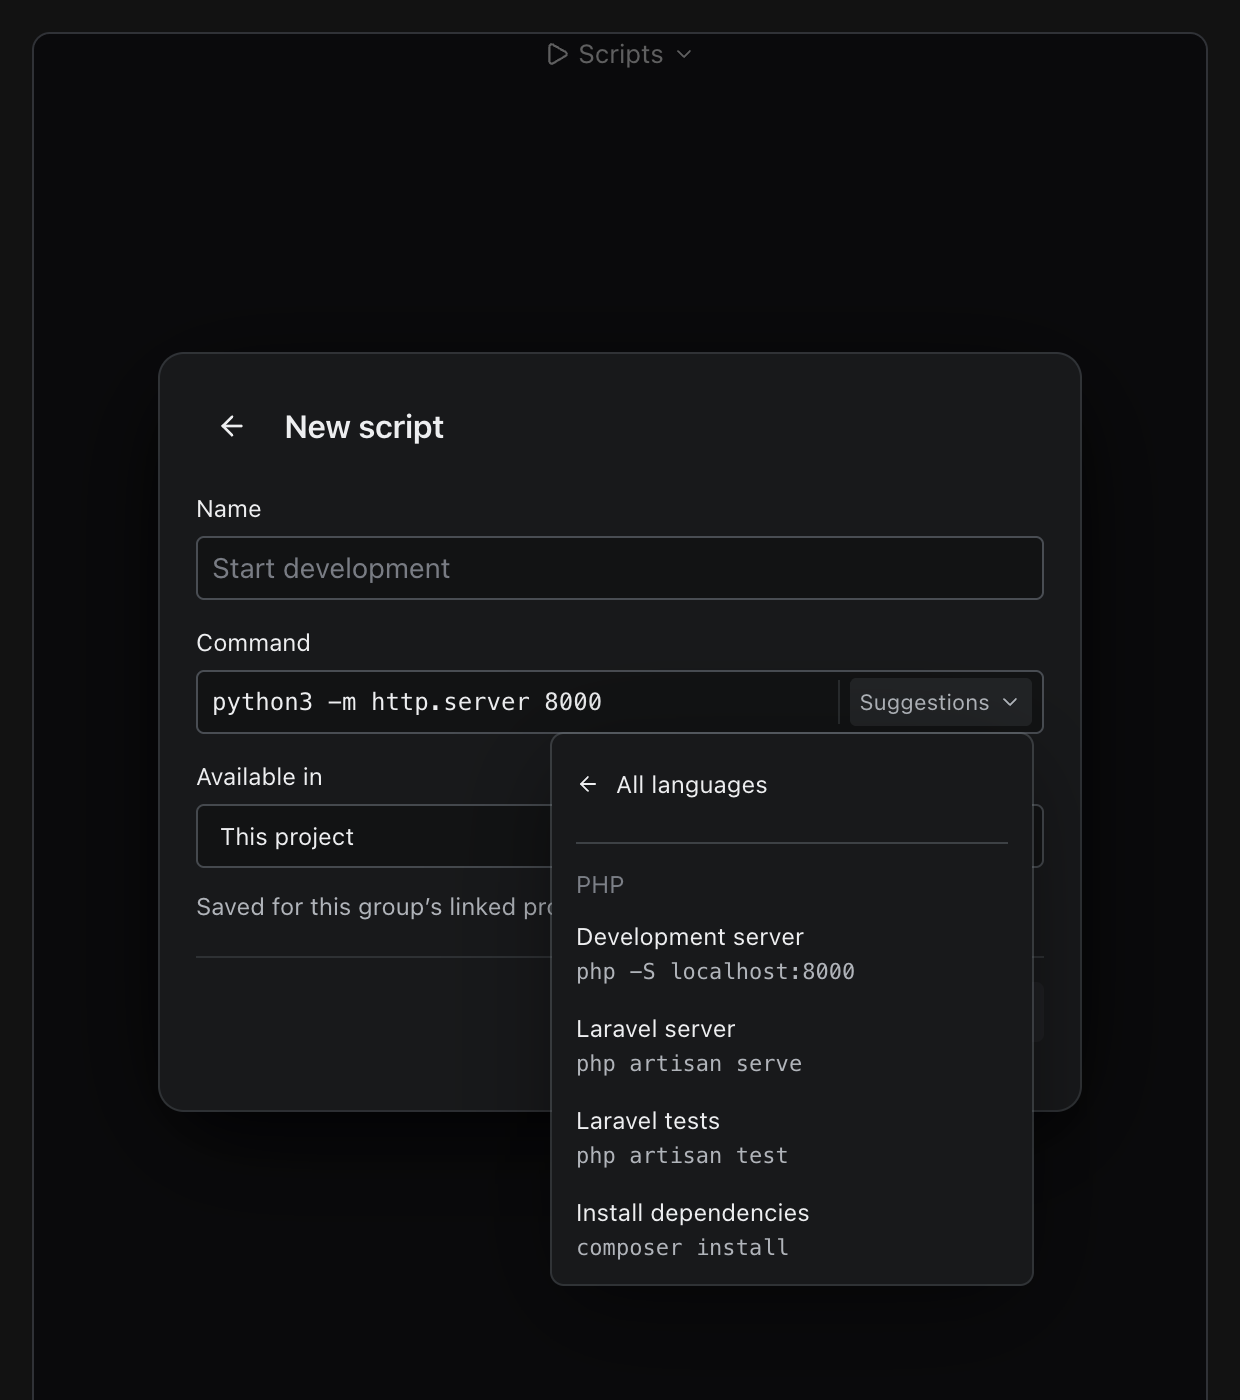 Scripts
New script
Name
Start development
Command
python3 -m http.server 8000
Suggestions
Available in
This project
Saved for this group’s linked
All languages
PHP
Development server
php -S localhost:8000
Laravel server
php artisan serve
Laravel tests
php artisan test
Install dependencies
composer install